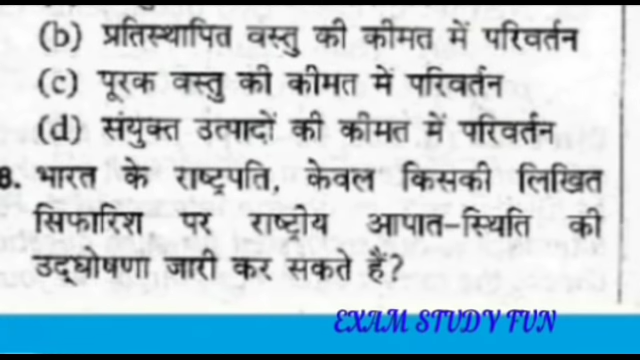 (b) प्रतिस्थापित वस्तु की कीमत में परिवर्तन
(c) पूरक वस्तु की कीमत में परिवर्तन
(d) संयुक्त उत्पादों की कीमत में परिवर्तन
8. भारत के राष्ट्रपति, केवल किसकी लिखित
सिफारिश पर राष्ट्रीय आपात-स्थिति की
उद्घोषणा जारी कर सकते हैं?
EXAM STUDY FUN